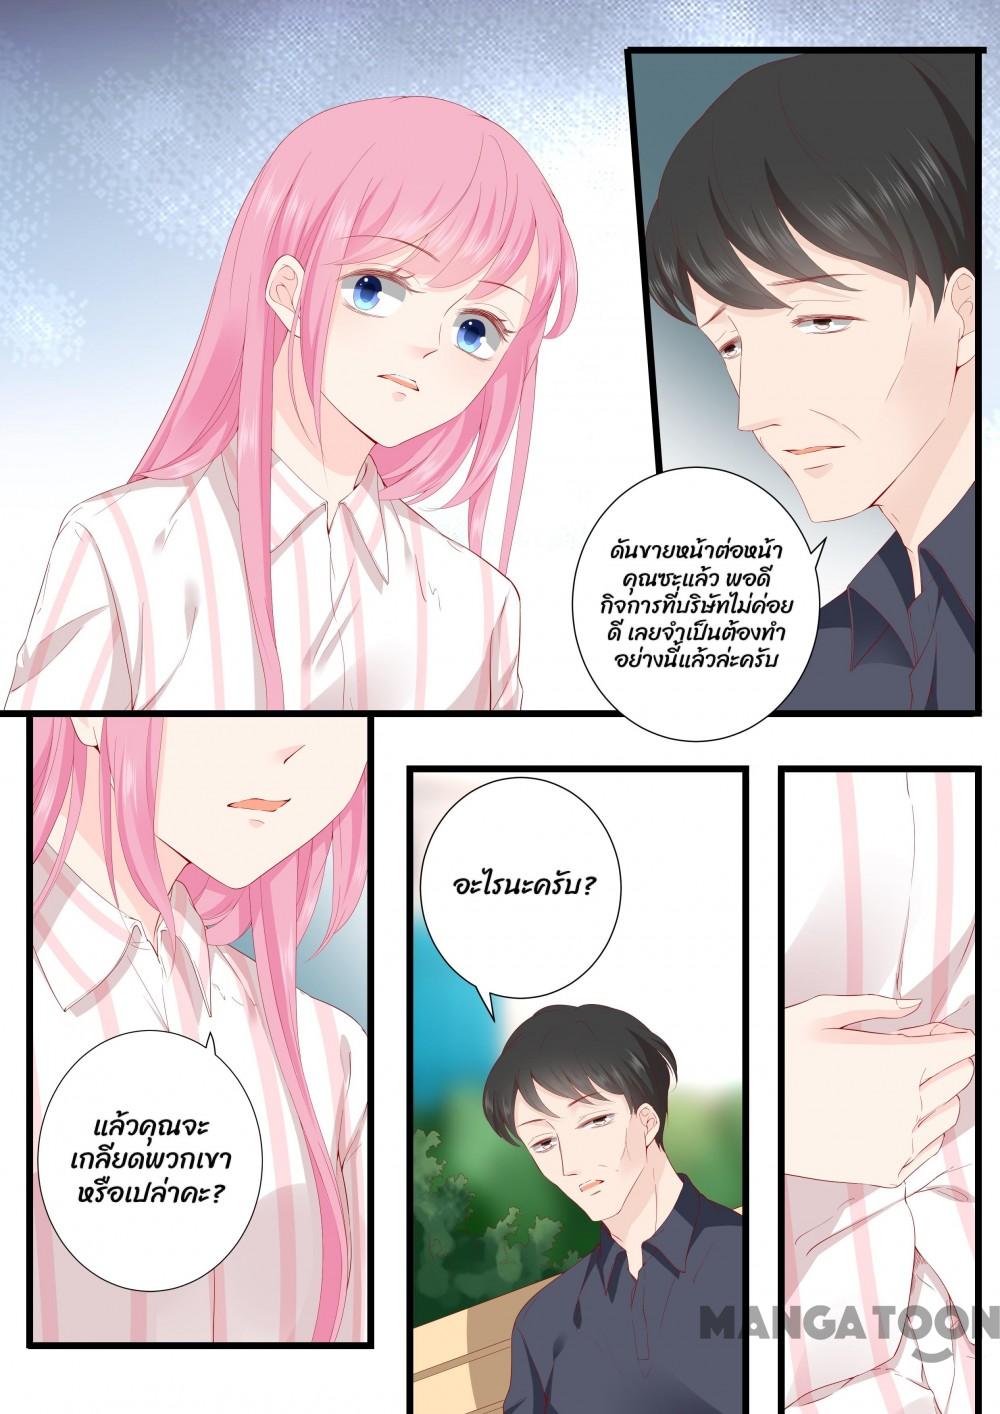 ดันขายหน้าต่อหน้า
คุณซะแล้ว พอดี
กิจการที่บริษัทไม่ค่อย
ดี เลยจำเป็นต้องทำ
อย่างนี้แล้วล่ะครับ
แล้วคุณจะ
เกลียดพวกเขา
หรือเปล่าคะ?
อะไรนะครับ?
MANGATOON